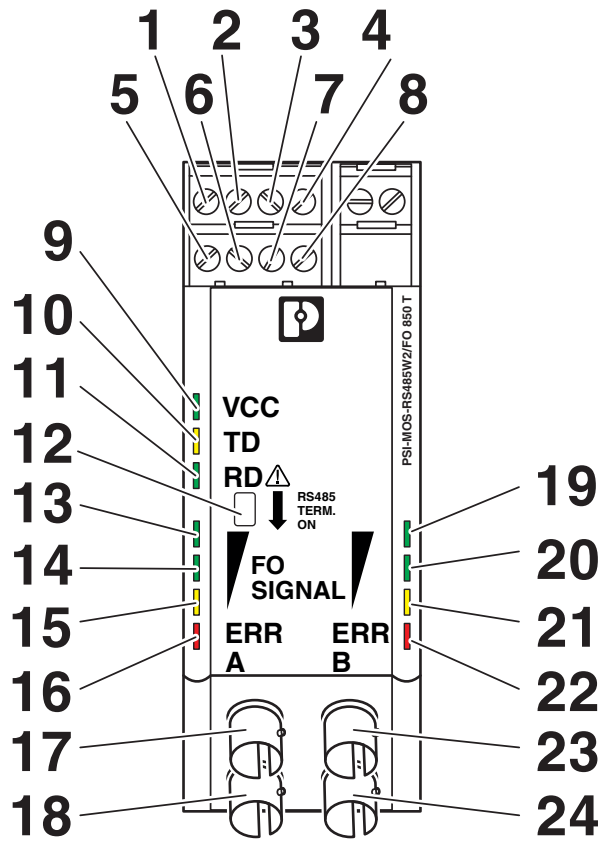 1 2 3 4
5 6 7 8
9
10
11
12
13
14
15
16
17
18
19
20
21
22
23
24
VCC
TD
RD
RS485
TERM.
ON
FO
SIGNAL
ERR ERR
A B
PSI-MOS-RS485W2/FO 850 T